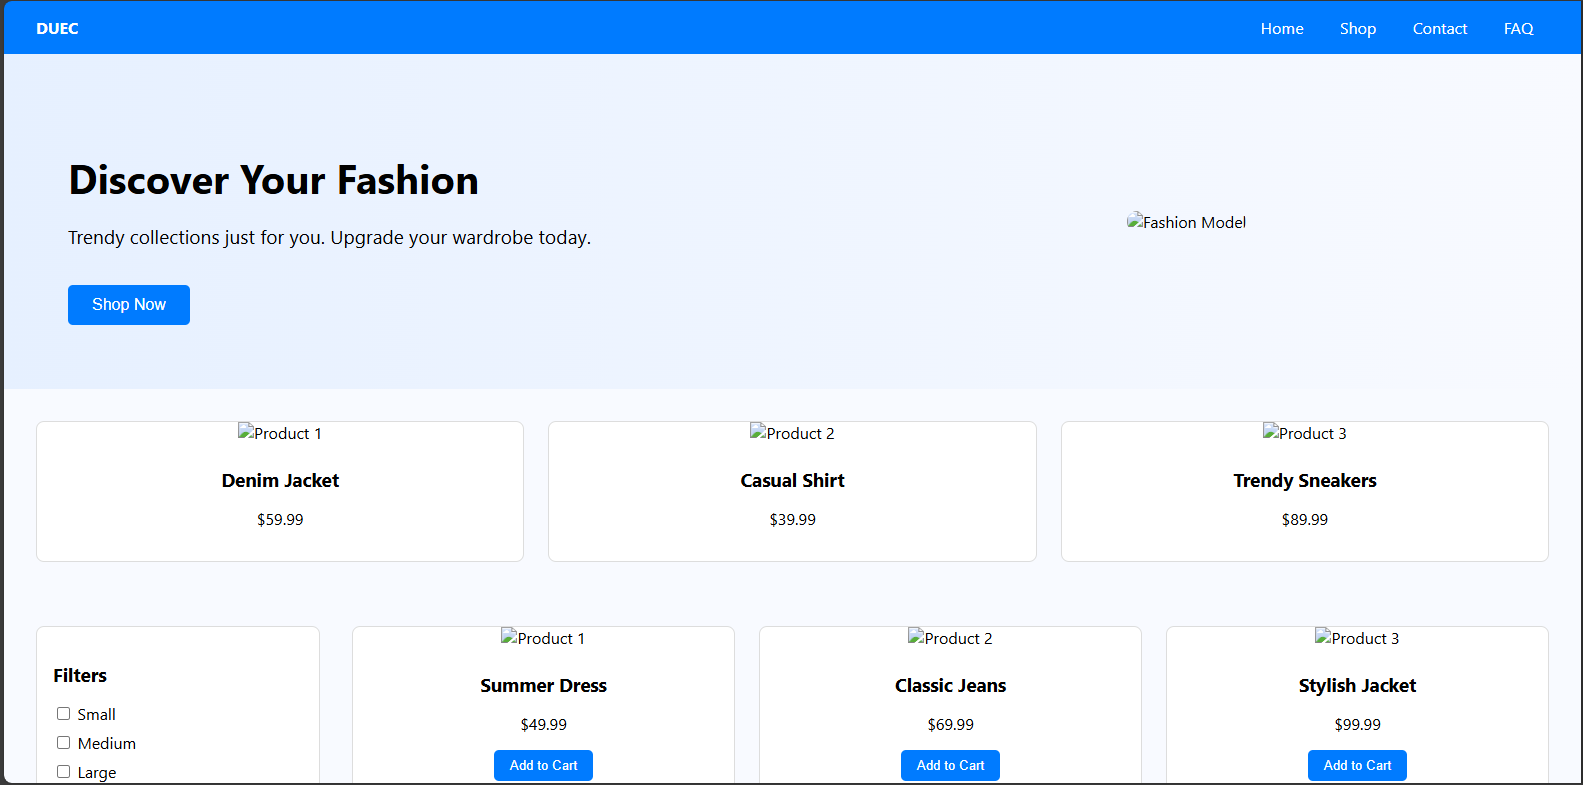 DUEC
Home Shop Contact FAQ
Discover Your Fashion
Trendy collections just for you. Upgrade your wardrobe today.
Fashion Model
Shop Now
Product 1
Denim Jacket
$59.99
Product 2
Casual Shirt
$39.99
Product 3
Trendy Sneakers
$89.99
Filters
Small
Medium
Large
Product 1
Summer Dress
$49.99
Add to Cart
Product 2
Classic Jeans
$69.99
Add to Cart
Product 3
Stylish Jacket
$99.99
Add to Cart